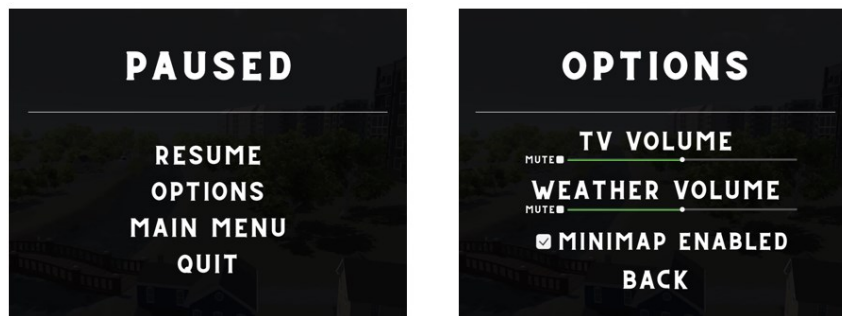 PAUSED
RESUME
OPTIONS
MAIN MENU
QUIT
OPTIONS
TV VOLUME
MUTE
WEATHER VOLUME
MUTE
MINIMAP ENABLED
BACK